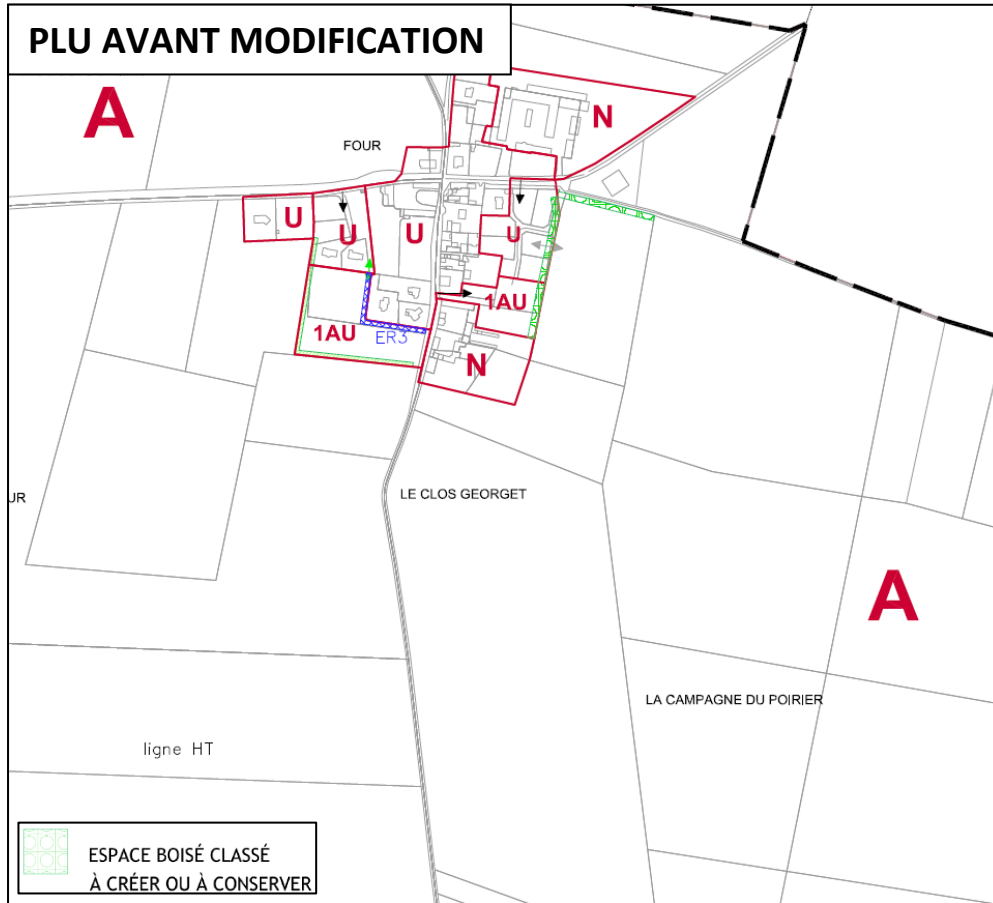 PLU AVANT MODIFICATION
A
N
FOUR
U
U
U
U
1AU
1AU
ER3
N
UR
LE CLOS GEORGET
A
LA CAMPAGNE DU POIRIER
ligne HT
ESPACE BOISÉ CLASSÉ
À CRÉER OU À CONSERVER